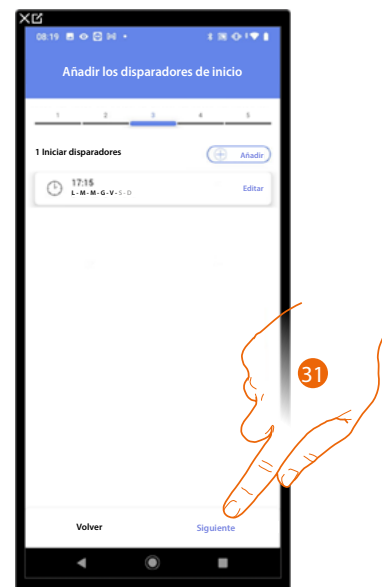 08:19
Añadir los disparadores de inicio
1 2 3 4 5
1 Iniciar disparadores
Añadir
17:15
L - M - M - G - V - S - D
Editar
31
Volver
Siguiente